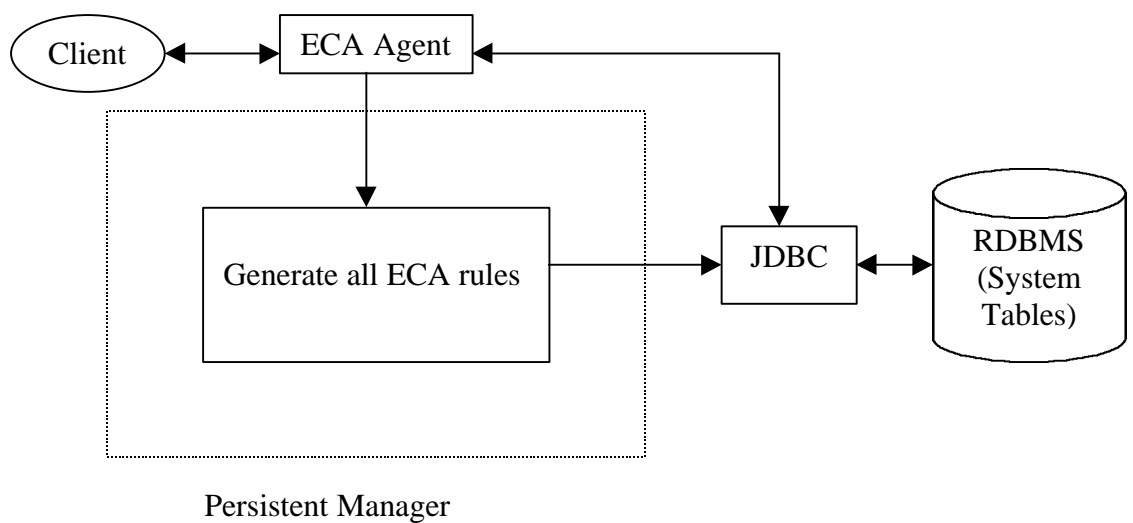 Client
ECA Agent
Generate all ECA rules
JDBC
RDBMS
(System
Tables)
Persistent Manager